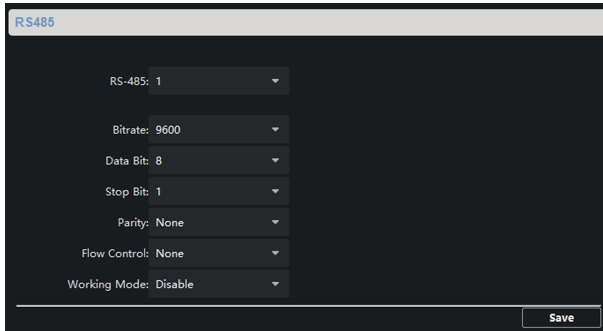 RS485
RS-485: 1
Bitrate: 9600
Data Bit: 8
Stop Bit: 1
Parity: None
Flow Control: None
Working Mode: Disable
Save